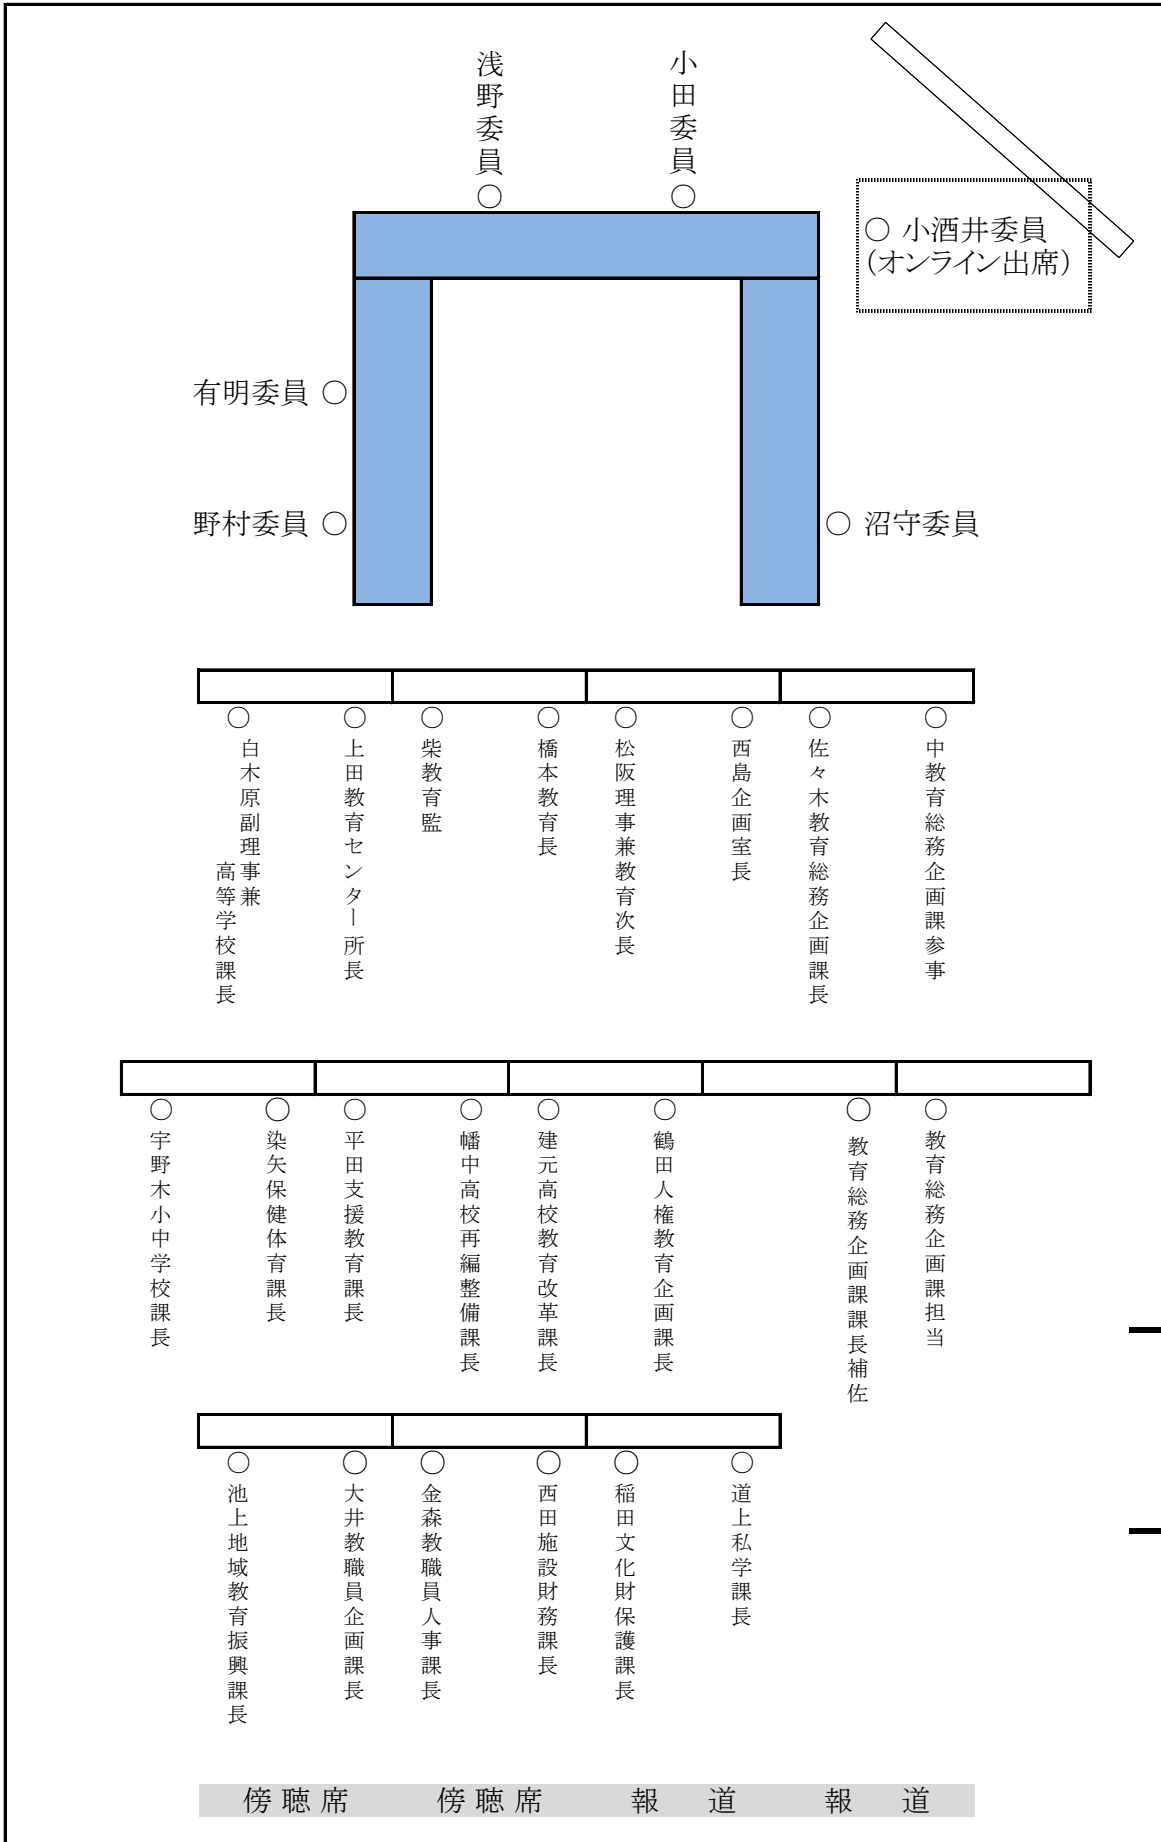 浅野委員○
小田委員○
○ 小酒井委員
（オンライン出席）
有明委員 ○
野村委員 ○
○ 沼守委員
○白木原副理事兼
高等学校課長
○上田教育センター所長
○柴教育監
○橋本教育長
○松阪理事兼教育次長
○西島企画室長
○佐々木教育総務企画課長
○中教育総務企画課参事
○宇野木小中学校課長
○染矢保健体育課長
○平田支援教育課長
○幡中高校再編整備課長
○建元高校教育改革課長
○鶴田人権教育企画課長
○教育総務企画課課長補佐
○教育総務企画課担当
○池上地域教育振興課長
○大井教職員企画課長
○金森教職員人事課長
○西田施設財務課長
○稲田文化財保護課長
○道上私学課長
傍聴席 傍聴席 報 道 報 道